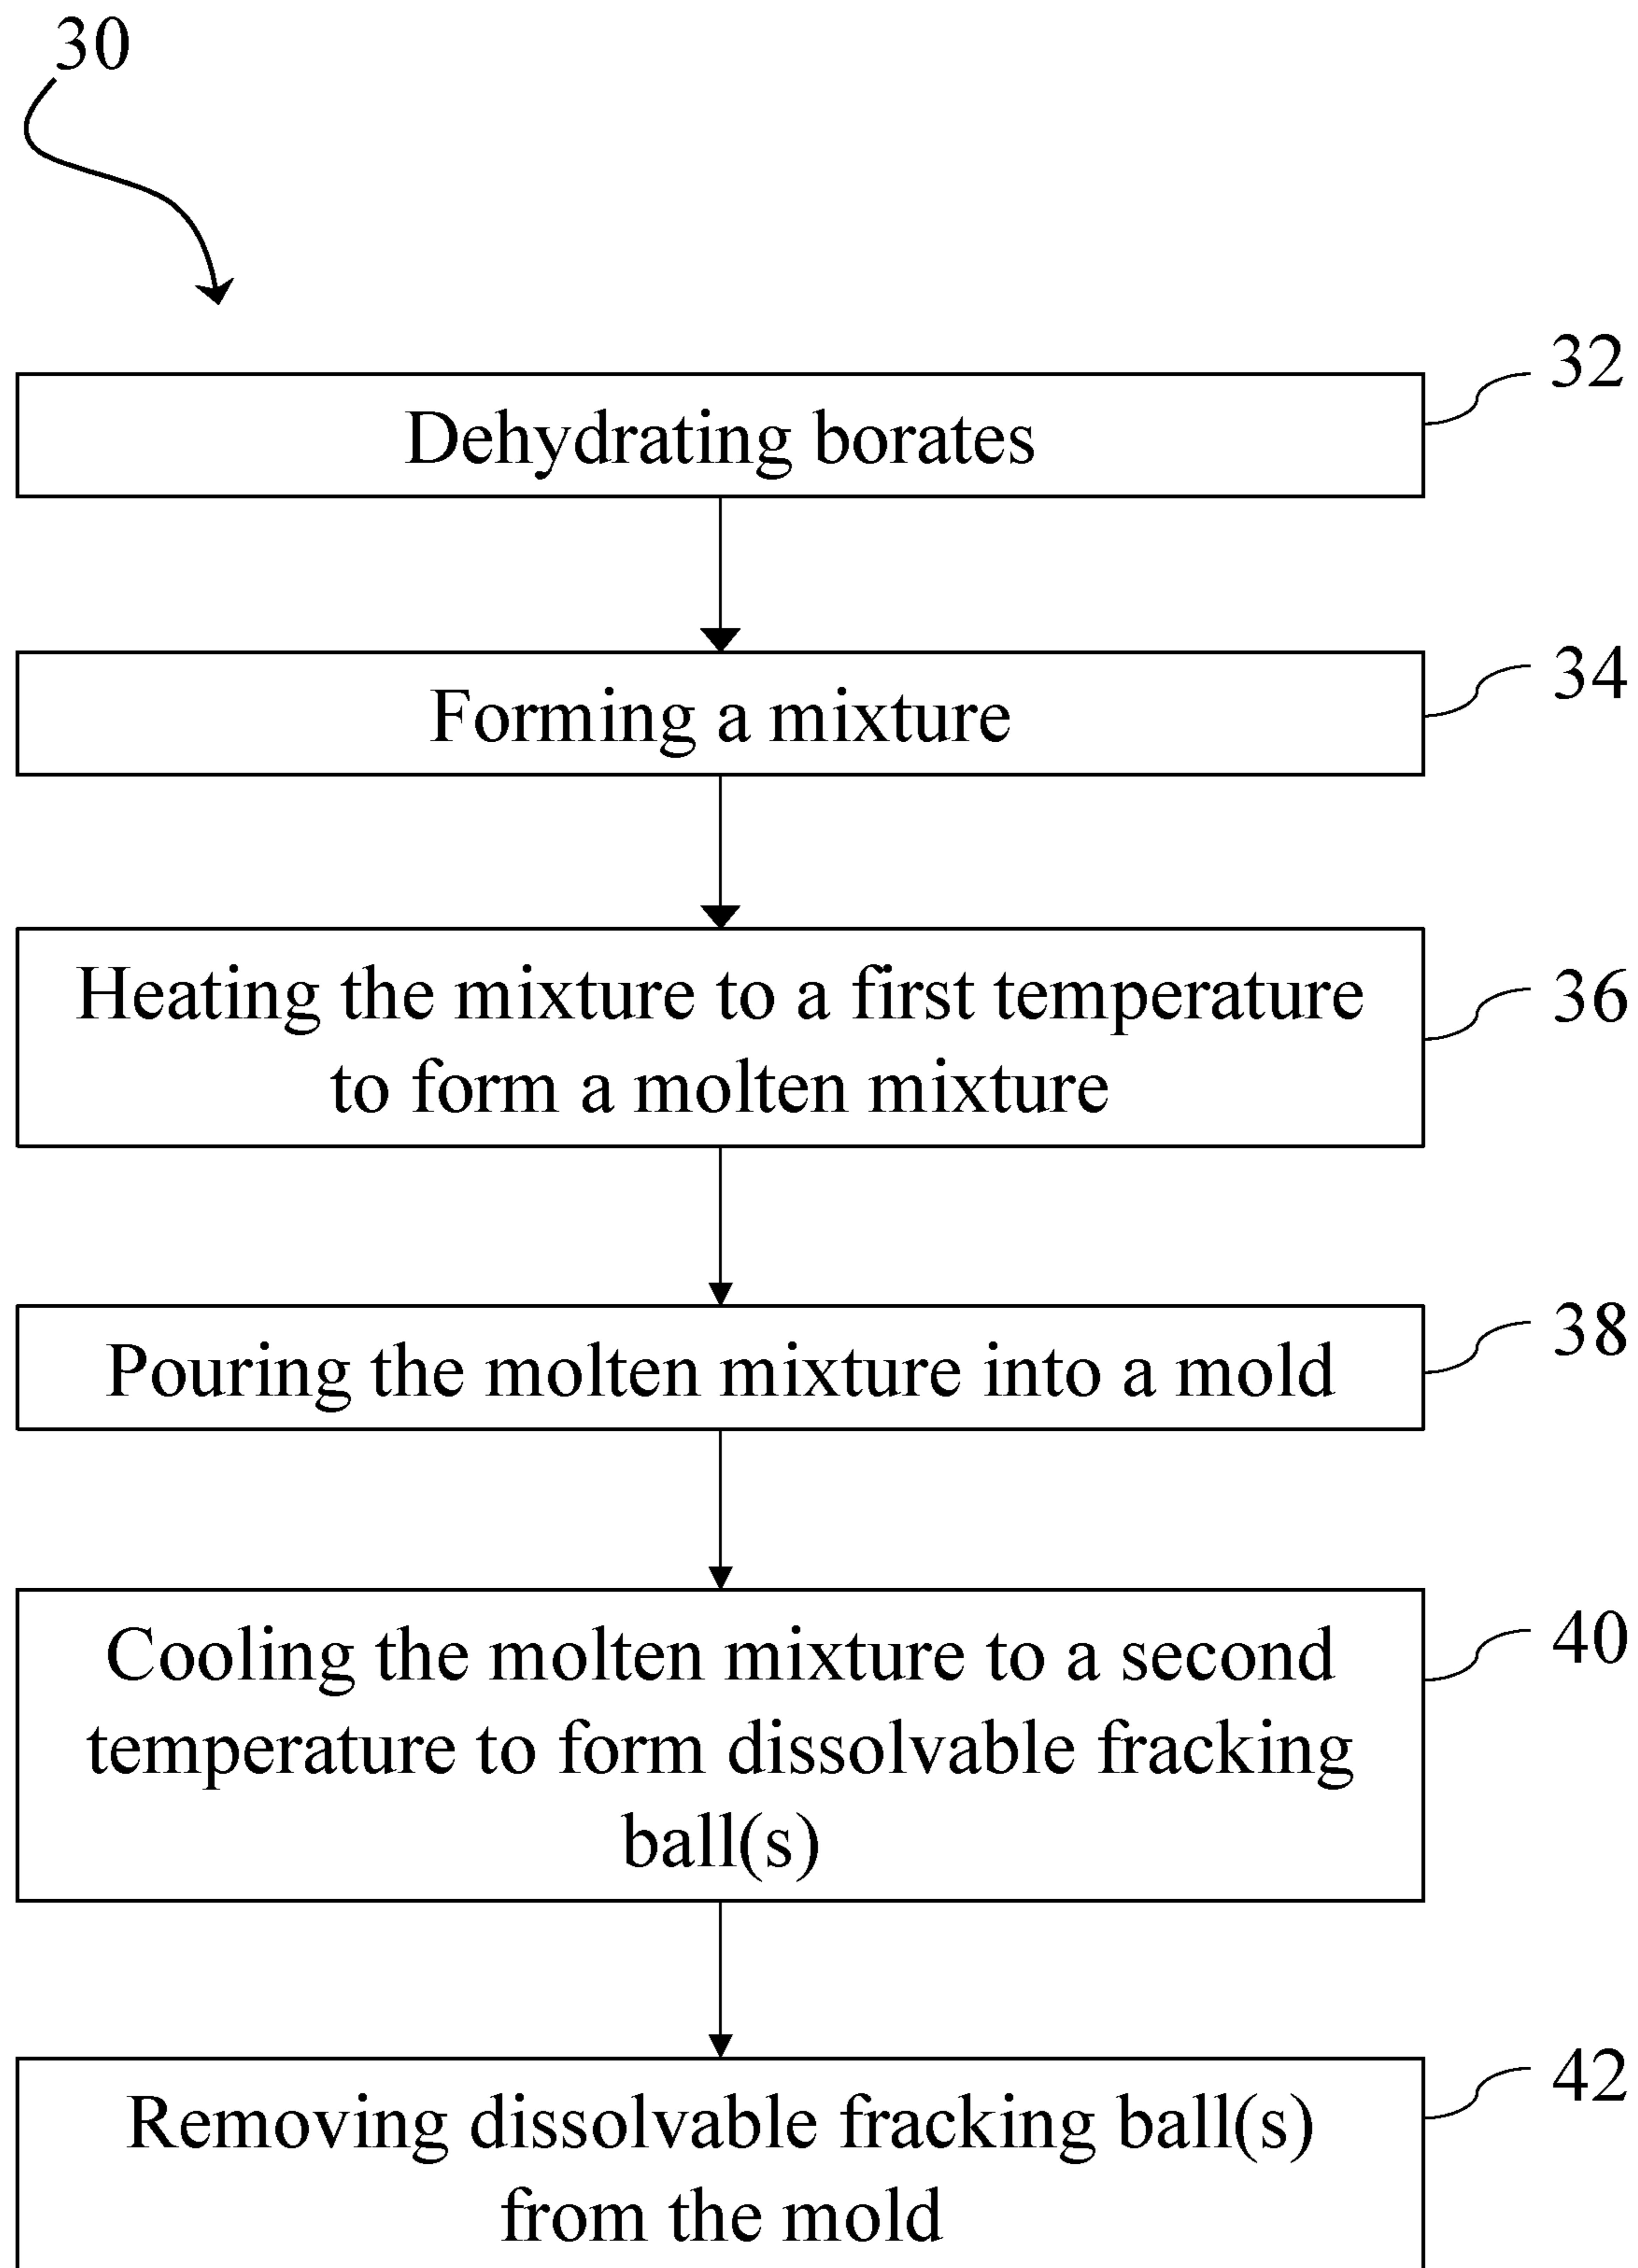 30
32
Dehydrating borates
34
Forming a mixture
36
Heating the mixture to a first temperature
to form a molten mixture
38
Pouring the molten mixture into a mold
40
Cooling the molten mixture to a second
temperature to form dissolvable fracking
ball(s)
42
Removing dissolvable fracking ball(s)
from the mold